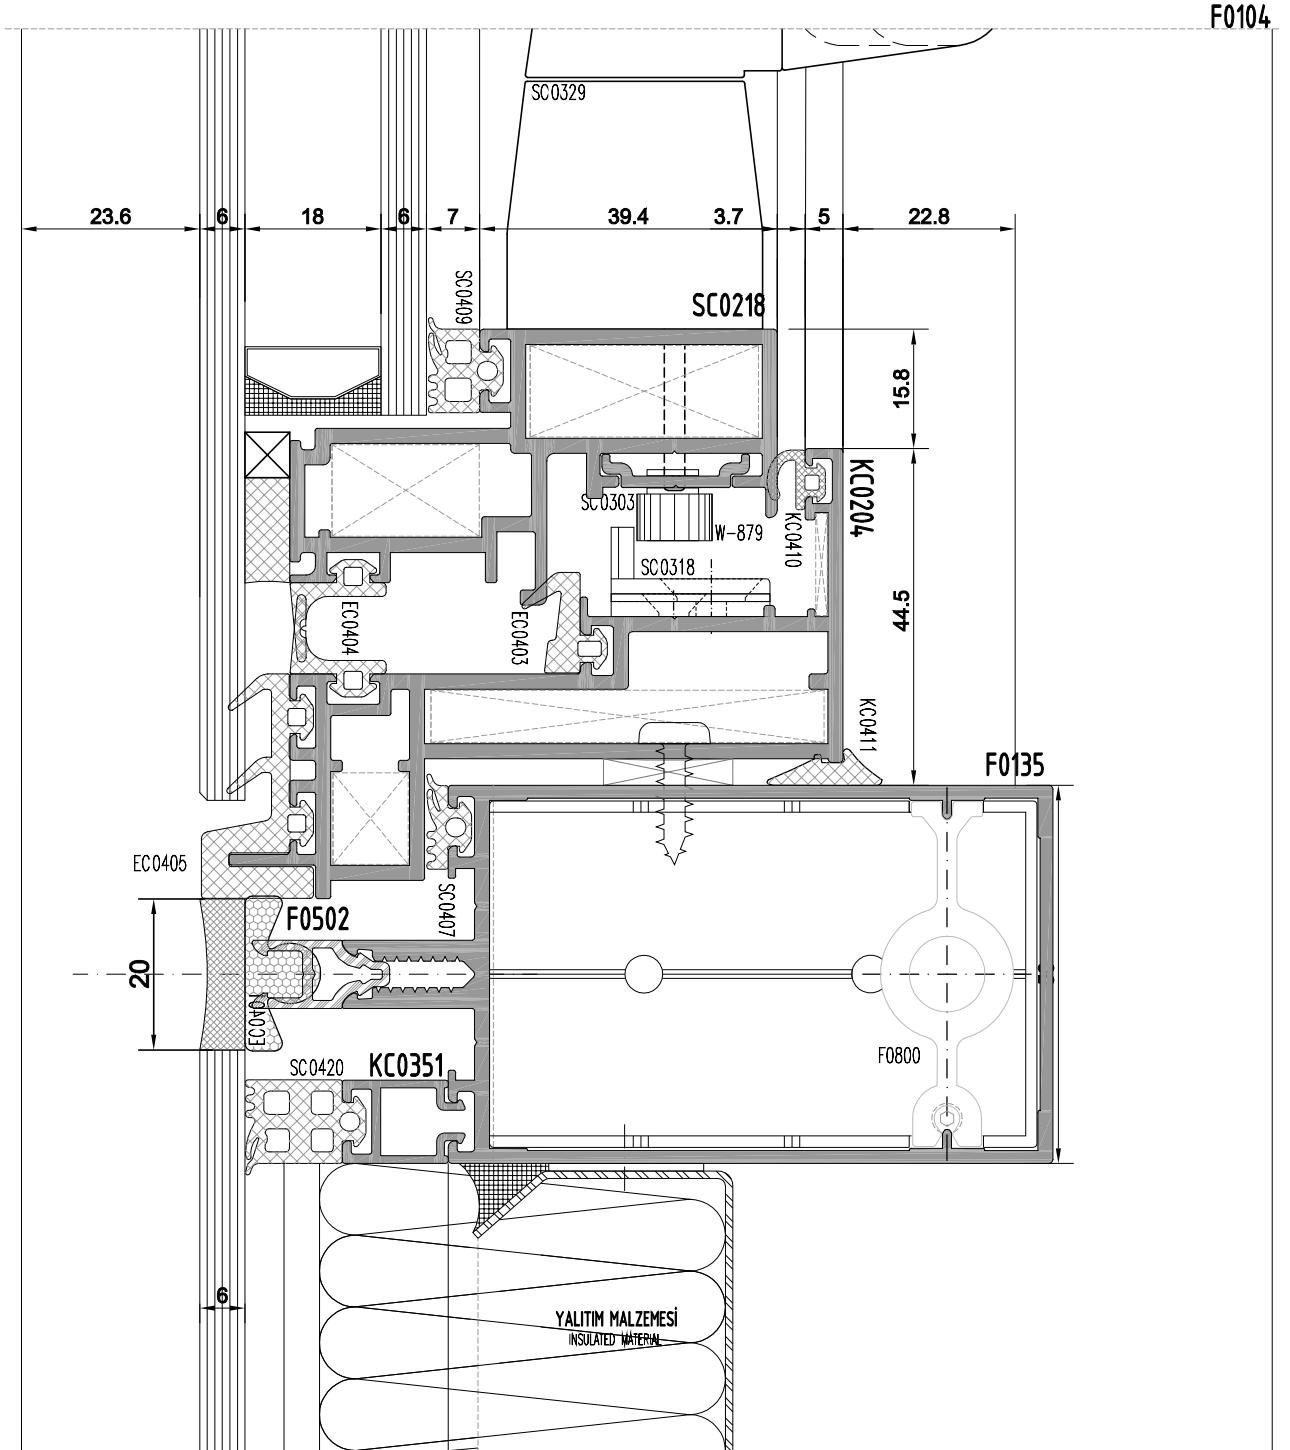 F0104
SC0329
23.6
6
18
6
7
39.4
3.7
5
22.8
SC0409
SC0218
15.8
KC0204
SC0303
W-879
KC0410
SC0318
44.5
EC0404
EC0403
KC0411
F0135
EC0405
SC0407
F0502
20
SC0420
KC0351
F0800
6
YALITIM MALZEMESİ
INSULATED MATERIAL